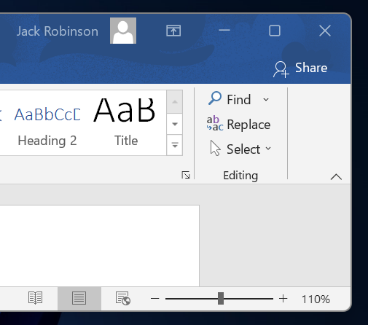 Jack Robinson
Share
AaBbCcD AaB
Heading 2 Title
Find
Replace
Select
Editing
110%